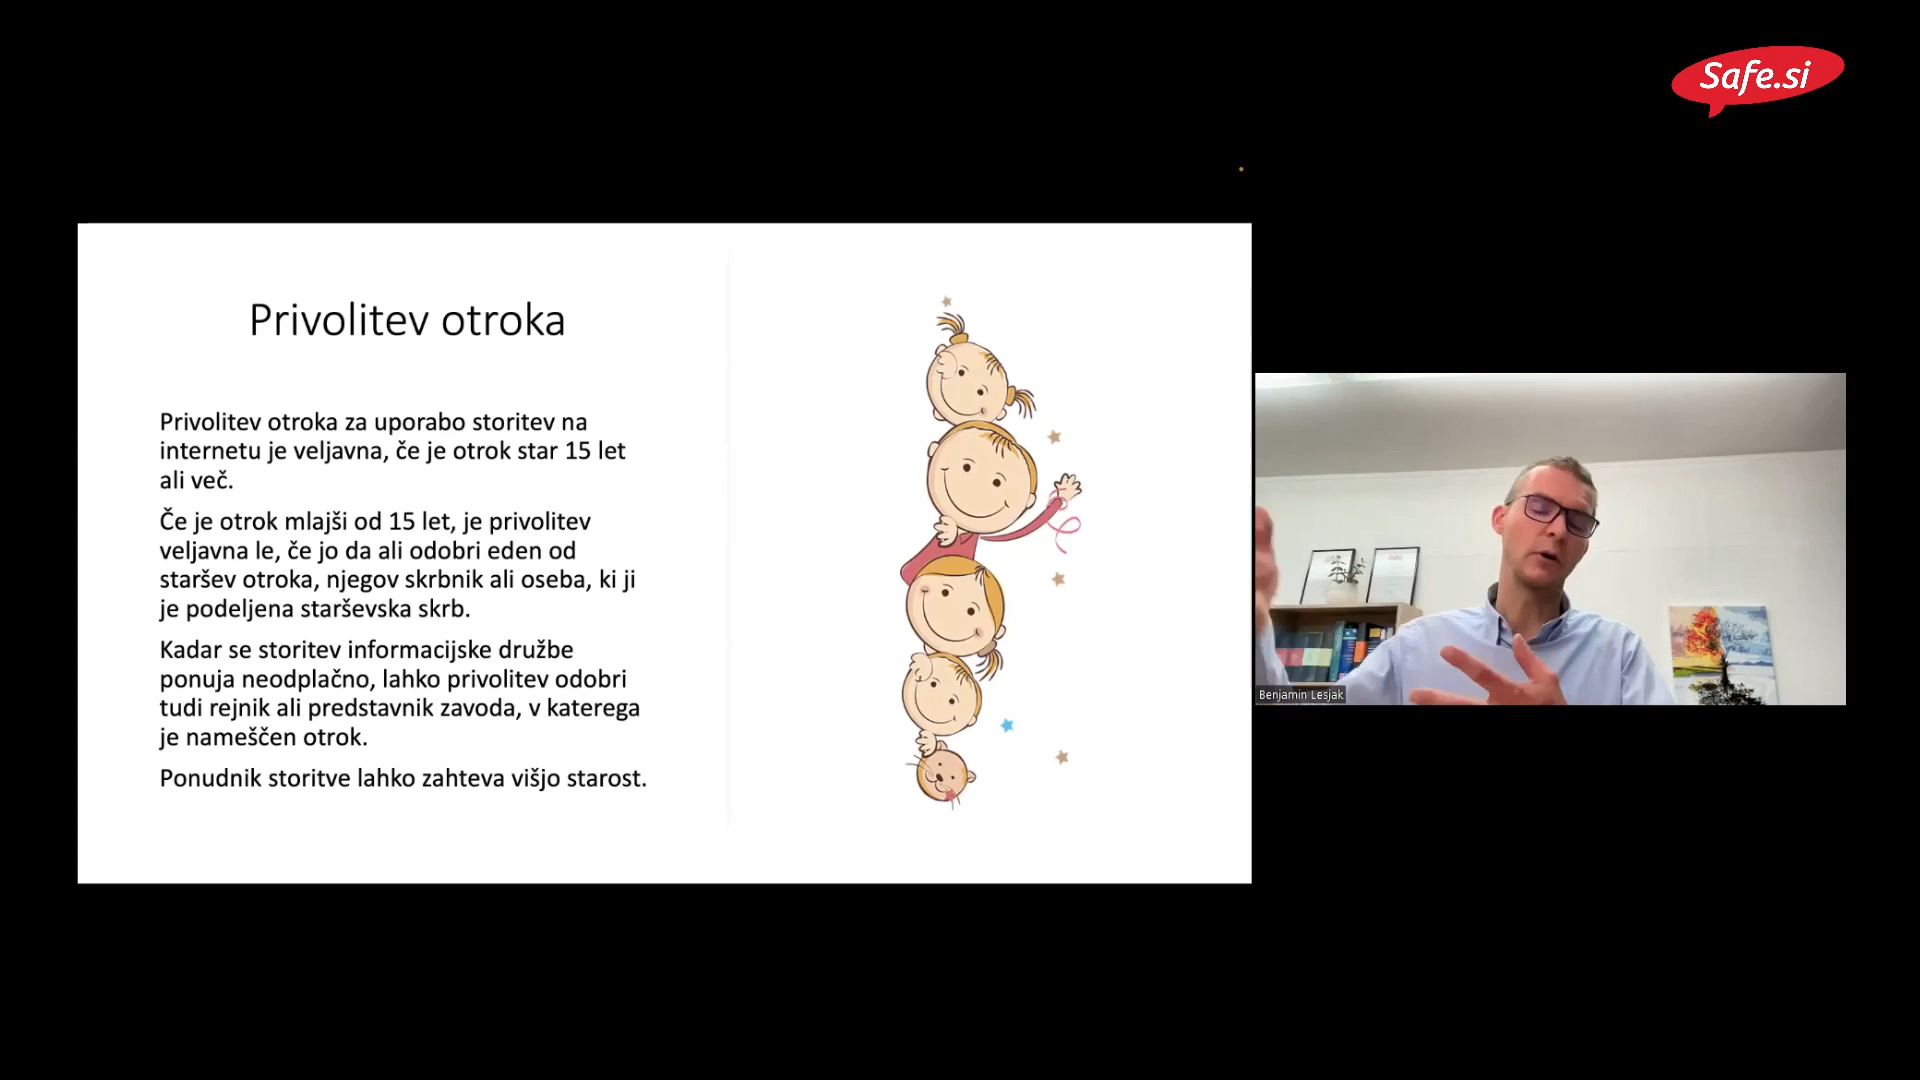 Safe.si
Privolitev otroka
Privolitev otroka za uporabo storitev na
internetu je veljavna, če je otrok star 15 let
ali več.
Če je otrok mlajši od 15 let, je privolitev
veljavna le, če jo da ali odobri eden od
staršev otroka, njegov skrbnik ali oseba, ki ji
je podeljena starševska skrb.
Kadar se storitev informacijske družbe
ponuja neodplačno, lahko privolitev odobri
tudi rejnik ali predstavnik zavoda, v katerega
je nameščen otrok.
Ponudnik storitve lahko zahteva višjo starost.
Benjamin Lesjak